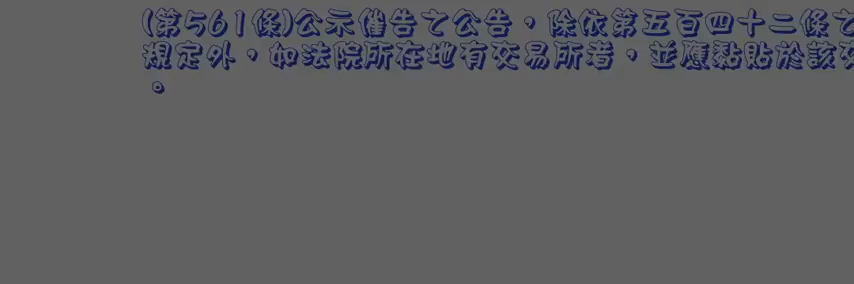 (第561條)公示催告之公告，除依第五百四十二條之
規定外，如法院所在地有交易所者，並應黏貼於該交
。